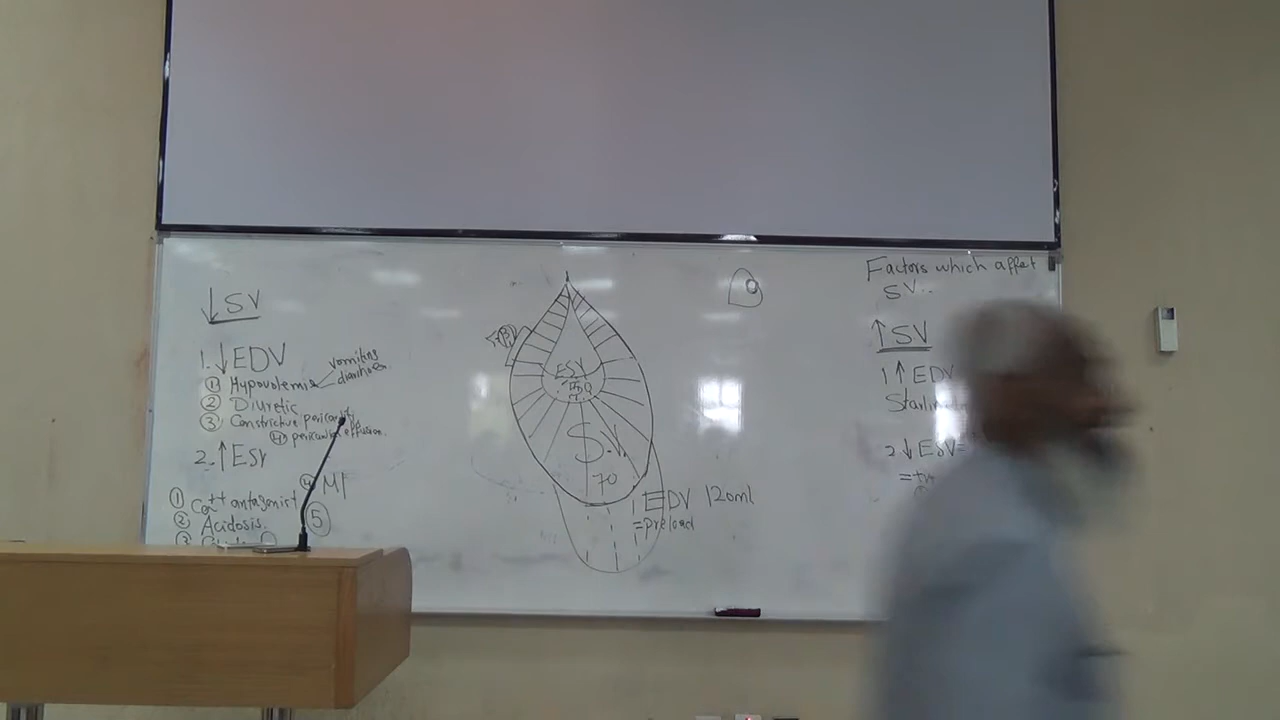 ↓SV
1. ↓EDV
① Hypovolemia vomiting
diarrhoea
② Diuretic
③ Constrictive
④ pericardial effusion.
2. ↑ESV
① Ca++ antagonist
② Acidosis.
③
④ MI
⑤
ESV
50
S.V.
70
EDV 120ml
=preload
Factors which affect
SV..
↑SV
1 ↑EDV
2 ↓ESV=